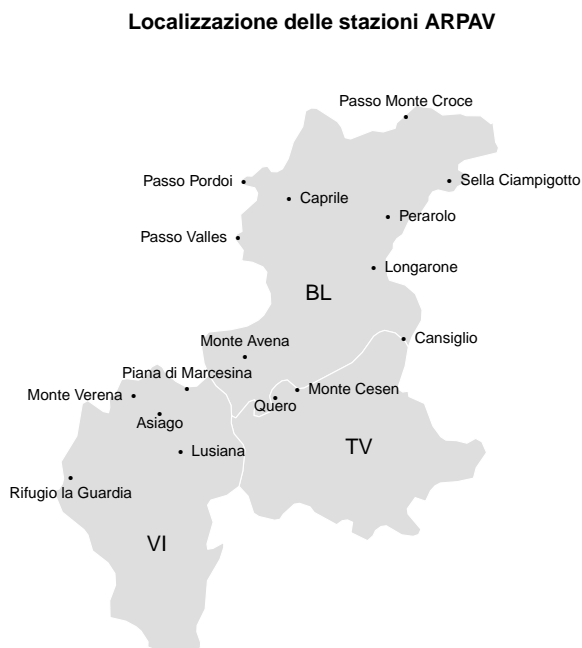 Localizzazione delle stazioni ARPAV
Passo Monte Croce
Passo Pordoi
Sella Ciampigotto
Caprile
Perarolo
Passo Valles
Longarone
BL
Cansiglio
Monte Avena
Piana di Marcesina
Monte Verena
Monte Cesen
Quero
Asiago
TV
Lusiana
Rifugio la Guardia
VI